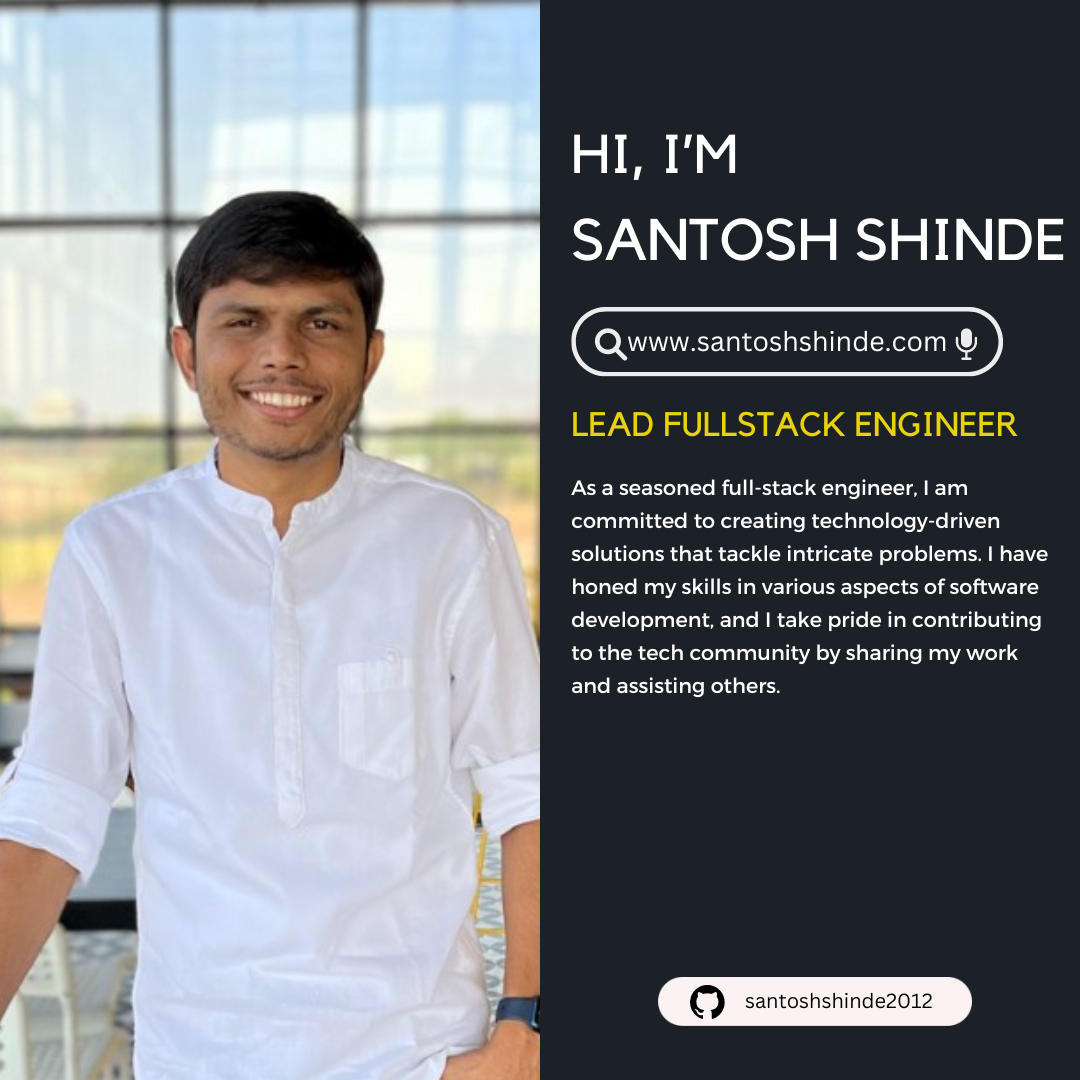 HI, I'M
SANTOSH SHINDE
www.santoshshinde.com
LEAD FULLSTACK ENGINEER
As a seasoned full-stack engineer, I am
committed to creating technology-driven
solutions that tackle intricate problems. I have
honed my skills in various aspects of software
development, and I take pride in contributing
to the tech community by sharing my work
and assisting others.
santoshshinde2012